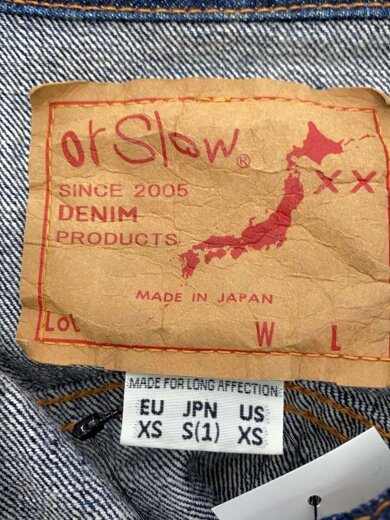 orSlow®
XX
SINCE 2005
DENIM
PRODUCTS
MADE IN JAPAN
Lot W L
MADE FOR LONG AFFECTION
EU JPN US
XS S(1) XS